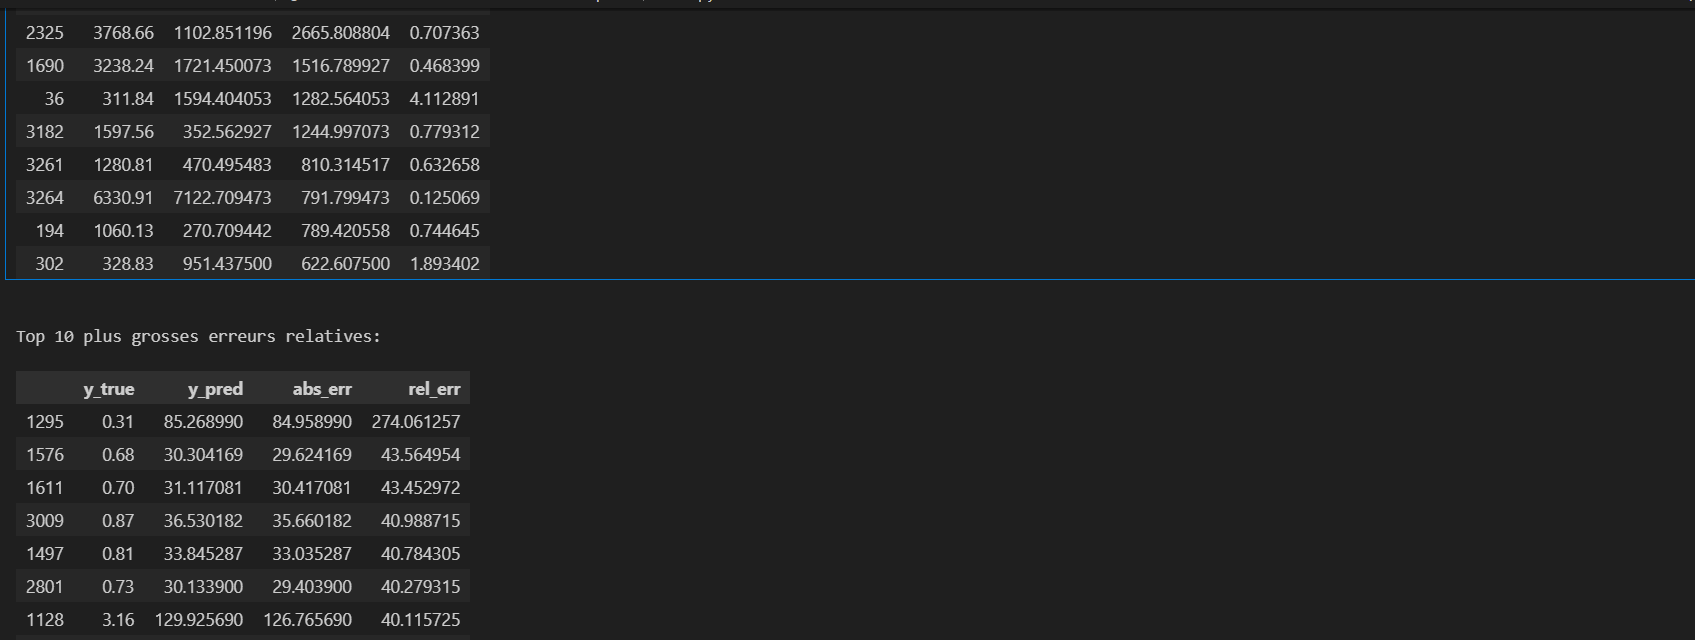 2325 3768.66 1102.851196 2665.808804 0.707363
1690 3238.24 1721.450073 1516.789927 0.468399
36 311.84 1594.404053 1282.564053 4.112891
3182 1597.56 352.562927 1244.997073 0.779312
3261 1280.81 470.495483 810.314517 0.632658
3264 6330.91 7122.709473 791.799473 0.125069
194 1060.13 270.709442 789.420558 0.744645
302 328.83 951.437500 622.607500 1.893402
Top 10 plus grosses erreurs relatives:
y_true y_pred abs_err rel_err
1295 0.31 85.268990 84.958990 274.061257
1576 0.68 30.304169 29.624169 43.564954
1611 0.70 31.117081 30.417081 43.452972
3009 0.87 36.530182 35.660182 40.988715
1497 0.81 33.845287 33.035287 40.784305
2801 0.73 30.133900 29.403900 40.279315
1128 3.16 129.925690 126.765690 40.115725